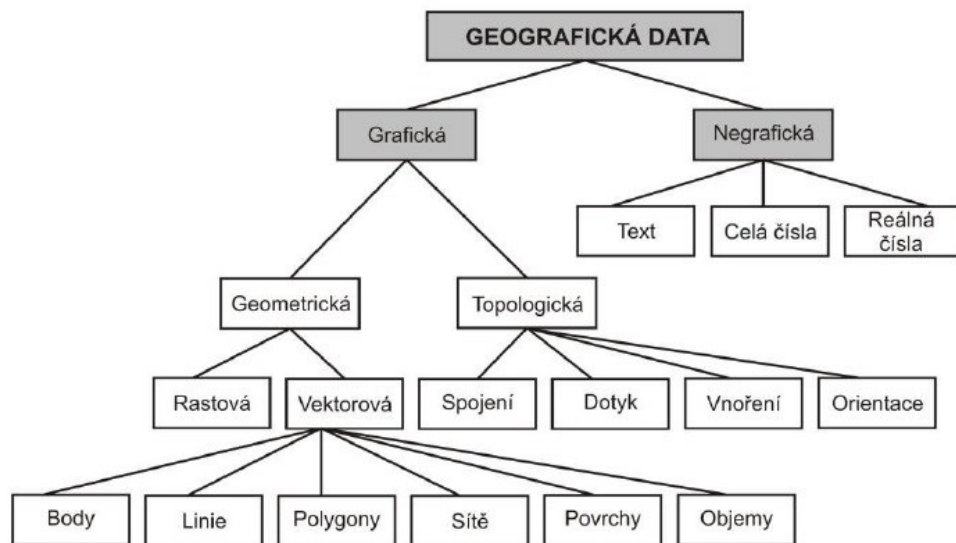 GEOGRAFICKÁ DATA
Grafická
Negrafická
Text
Celá čísla
Reálná
čísla
Geometrická
Topologická
Rastová
Vektorová
Spojení
Dotyk
Vnoření
Orientace
Body
Linie
Polygony
Sítě
Povrchy
Objemy